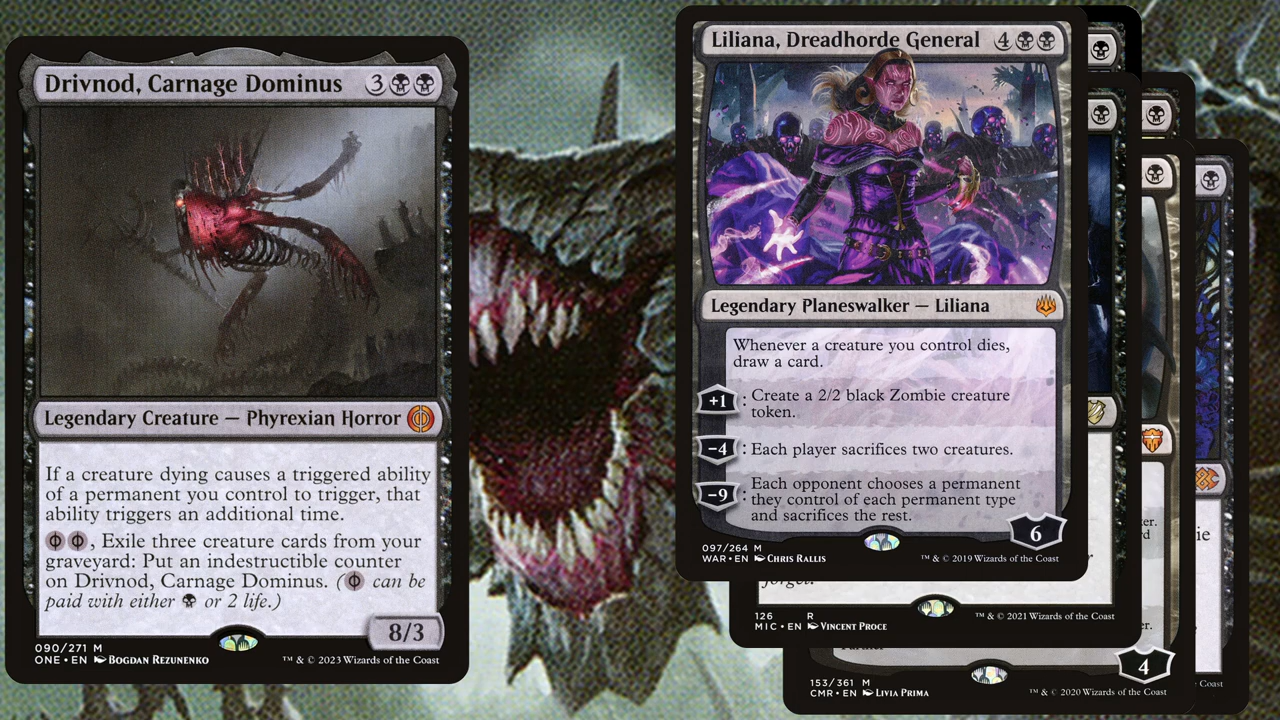 Drivnod, Carnage Dominus 3
Legendary Creature — Phyrexian Horror
If a creature dying causes a triggered ability
of a permanent you control to trigger, that
ability triggers an additional time.
, Exile three creature cards from your
graveyard: Put an indestructible counter
on Drivnod, Carnage Dominus. ( can be
paid with either or 2 life.)
8/3
090/271 M
ONE • EN Bogdan Rezunenko
™ & © 2023 Wizards of the Coast
Liliana, Dreadhorde General 4
Legendary Planeswalker — Liliana
Whenever a creature you control dies,
draw a card.
+1: Create a 2/2 black Zombie creature
token.
−4: Each player sacrifices two creatures.
−9: Each opponent chooses a permanent
they control of each permanent type
and sacrifices the rest.
6
097/264 M
WAR • EN Chris Rallis
™ & © 2019 Wizards of the Coast
forget.
126 R
MIC • EN Vincent Proce
™ & © 2021 Wizards of the Coast
4
153/361 M
CMR • EN Livia Prima
™ & © 2020 Wizards of the Coast
Coast